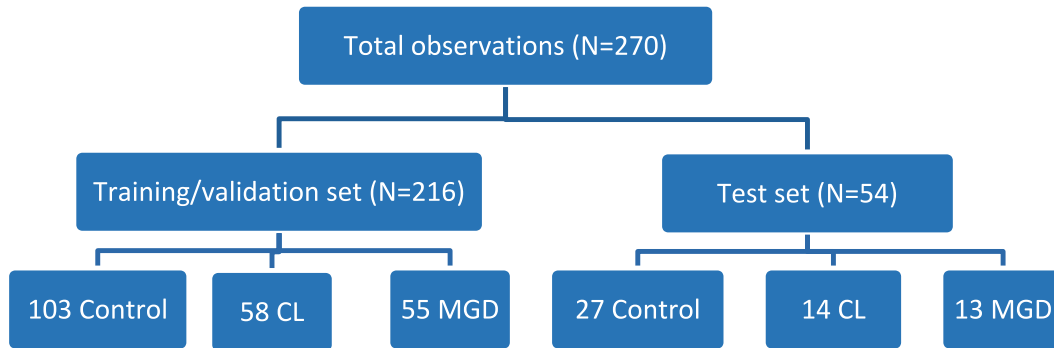 Total observations (N=270)
Training/validation set (N=216)
Test set (N=54)
103 Control
58 CL
55 MGD
27 Control
14 CL
13 MGD